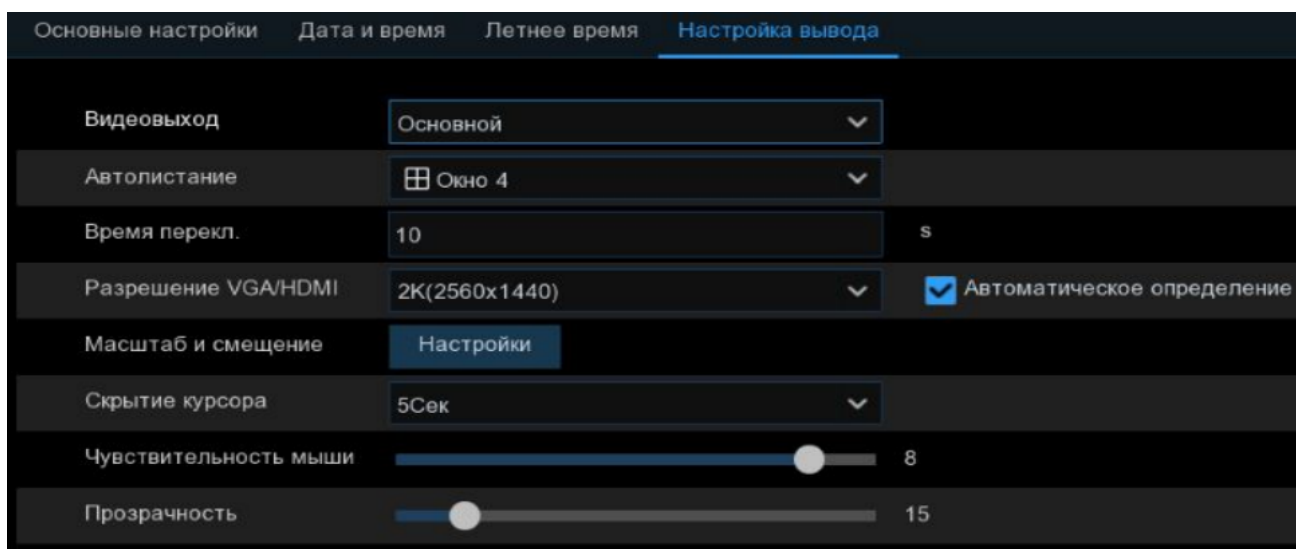 Основные настройки Дата и время Летнее время Настройка вывода
Видеовыход Основной
Автолистание Окно 4
Время перекл. 10 s
Разрешение VGA/HDMI 2K(2560x1440) Автоматическое определение
Масштаб и смещение Настройки
Скрытие курсора 5Сек
Чувствительность мыши 8
Прозрачность 15